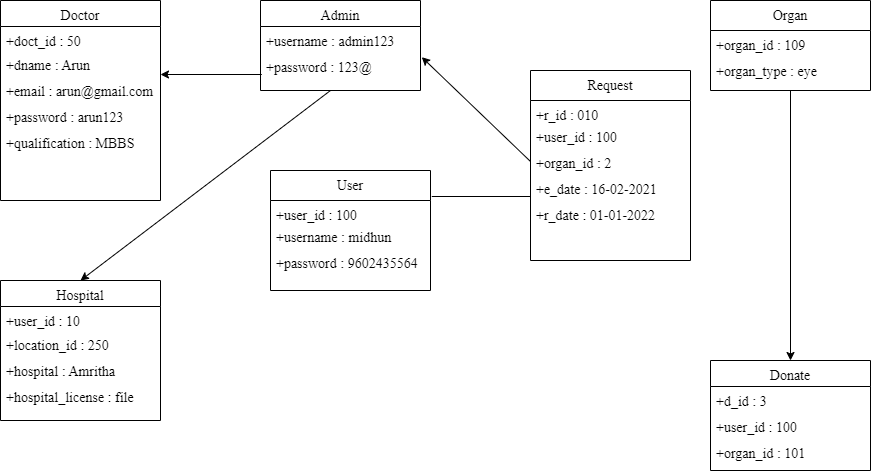 Doctor
+doct_id : 50
+dname : Arun
+email : arun@gmail.com
+password : arun123
+qualification : MBBS
Admin
+username : admin123
+password : 123@
Organ
+organ_id : 109
+organ_type : eye
Request
+r_id : 010
+user_id : 100
+organ_id : 2
+e_date : 16-02-2021
+r_date : 01-01-2022
User
+user_id : 100
+username : midhun
+password : 9602435564
Hospital
+user_id : 10
+location_id : 250
+hospital : Amritha
+hospital_license : file
Donate
+d_id : 3
+user_id : 100
+organ_id : 101